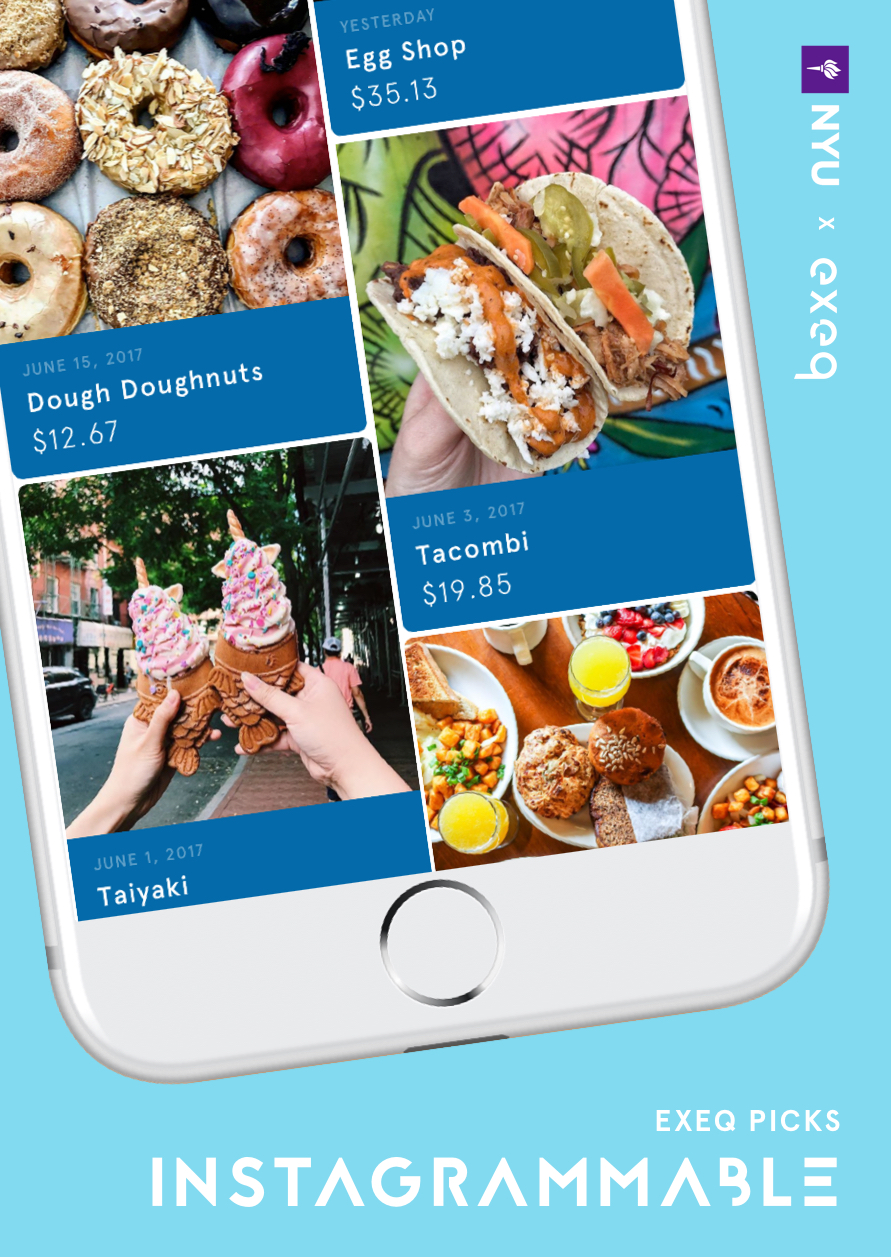 YESTERDAY
Egg Shop
$35.13
JUNE 15, 2017
Dough Doughnuts
$12.67
JUNE 3, 2017
Tacombi
$19.85
JUNE 1, 2017
Taiyaki
NYU x exeq
EXEQ PICKS
INSTAGRAMMABLE